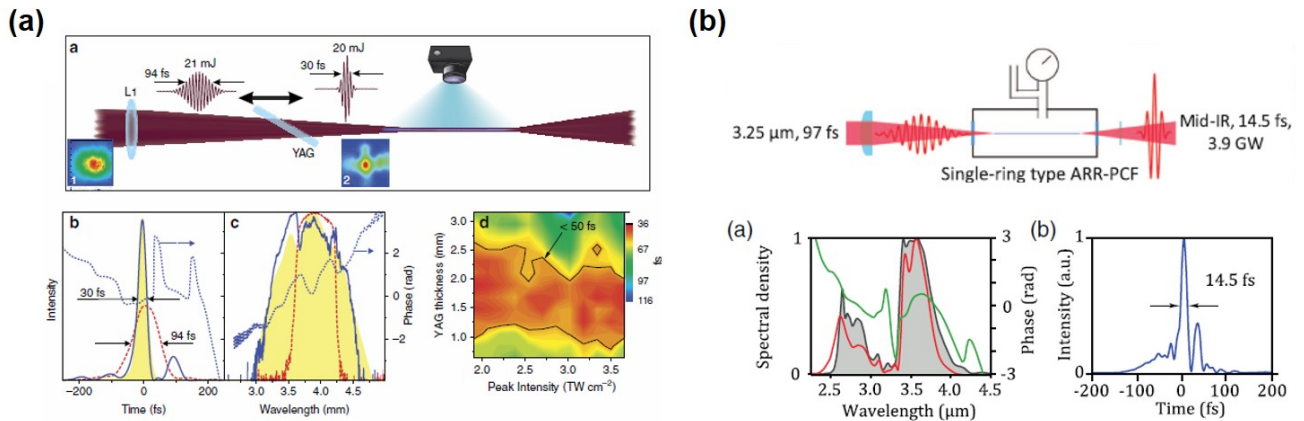 (a)
a
21 mJ
94 fs
20 mJ
30 fs
L1
YAG
1
2
b
30 fs
94 fs
Intensity
−200
0
200
Time (fs)
c
2
0
−2
Phase (rad)
3.0
3.5
4.0
4.5
Wavelength (mm)
d
< 50 fs
3.0
2.5
2.0
1.5
1.0
YAG thickness (mm)
2.0
2.5
3.0
3.5
Peak Intensity (TW cm⁻²)
36
67
97
116
fs
(b)
3.25 µm, 97 fs
Mid-IR, 14.5 fs,
3.9 GW
Single-ring type ARR-PCF
(a)
1
0
Spectral density
2.5
3.0
3.5
4.0
4.5
Wavelength (µm)
3
0
-3
Phase (rad)
(b)
1
0
Intensity (a.u.)
14.5 fs
-200
-100
0
100
200
Time (fs)